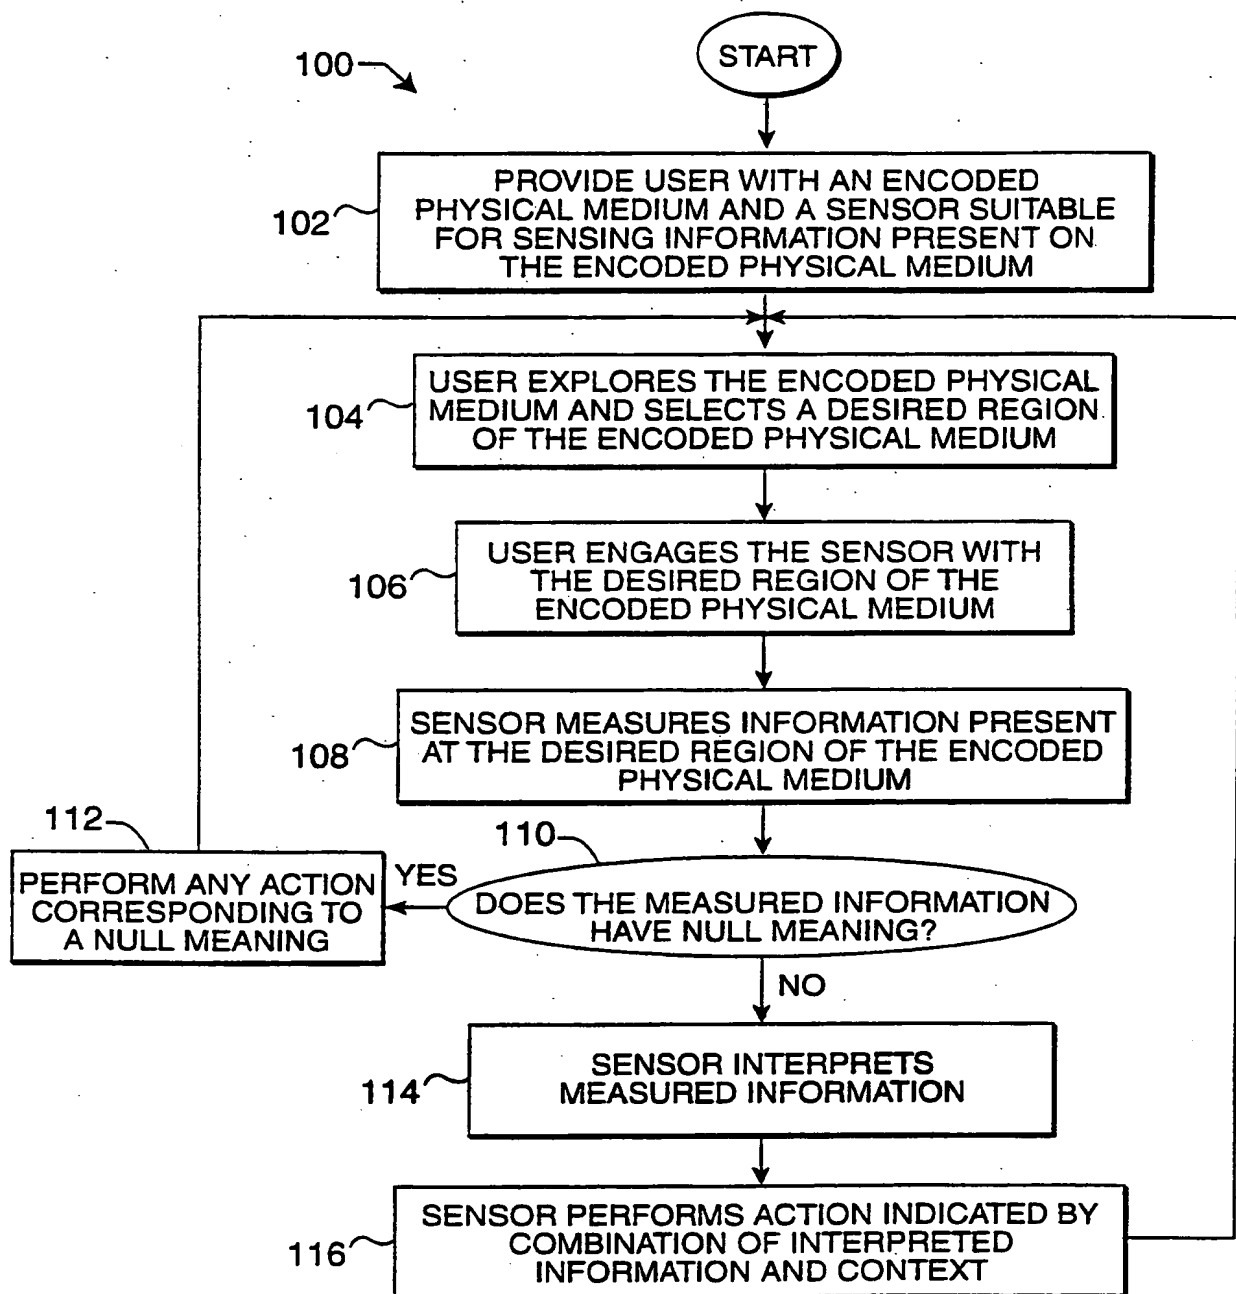 START
100
PROVIDE USER WITH AN ENCODED
PHYSICAL MEDIUM AND A SENSOR SUITABLE
FOR SENSING INFORMATION PRESENT ON
THE ENCODED PHYSICAL MEDIUM
102
USER EXPLORES THE ENCODED PHYSICAL
MEDIUM AND SELECTS A DESIRED REGION
OF THE ENCODED PHYSICAL MEDIUM
104
USER ENGAGES THE SENSOR WITH
THE DESIRED REGION OF THE
ENCODED PHYSICAL MEDIUM
106
SENSOR MEASURES INFORMATION PRESENT
AT THE DESIRED REGION OF THE ENCODED
PHYSICAL MEDIUM
108
110
DOES THE MEASURED INFORMATION
HAVE NULL MEANING?
YES
112
PERFORM ANY ACTION
CORRESPONDING TO
A NULL MEANING
NO
SENSOR INTERPRETS
MEASURED INFORMATION
114
SENSOR PERFORMS ACTION INDICATED BY
COMBINATION OF INTERPRETED
INFORMATION AND CONTEXT
116